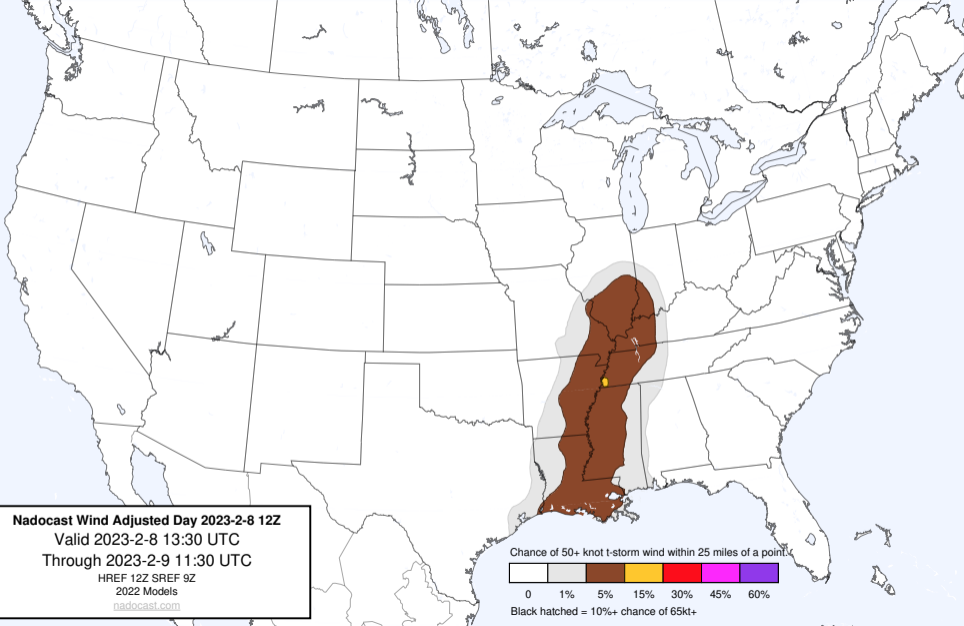 Nadocast Wind Adjusted Day 2023-2-8 12Z
Valid 2023-2-8 13:30 UTC
Through 2023-2-9 11:30 UTC
HREF 12Z SREF 9Z
2022 Models
nadocast.com
Chance of 50+ knot t-storm wind within 25 miles of a point.
0 1% 5% 15% 30% 45% 60%
Black hatched = 10%+ chance of 65kt+